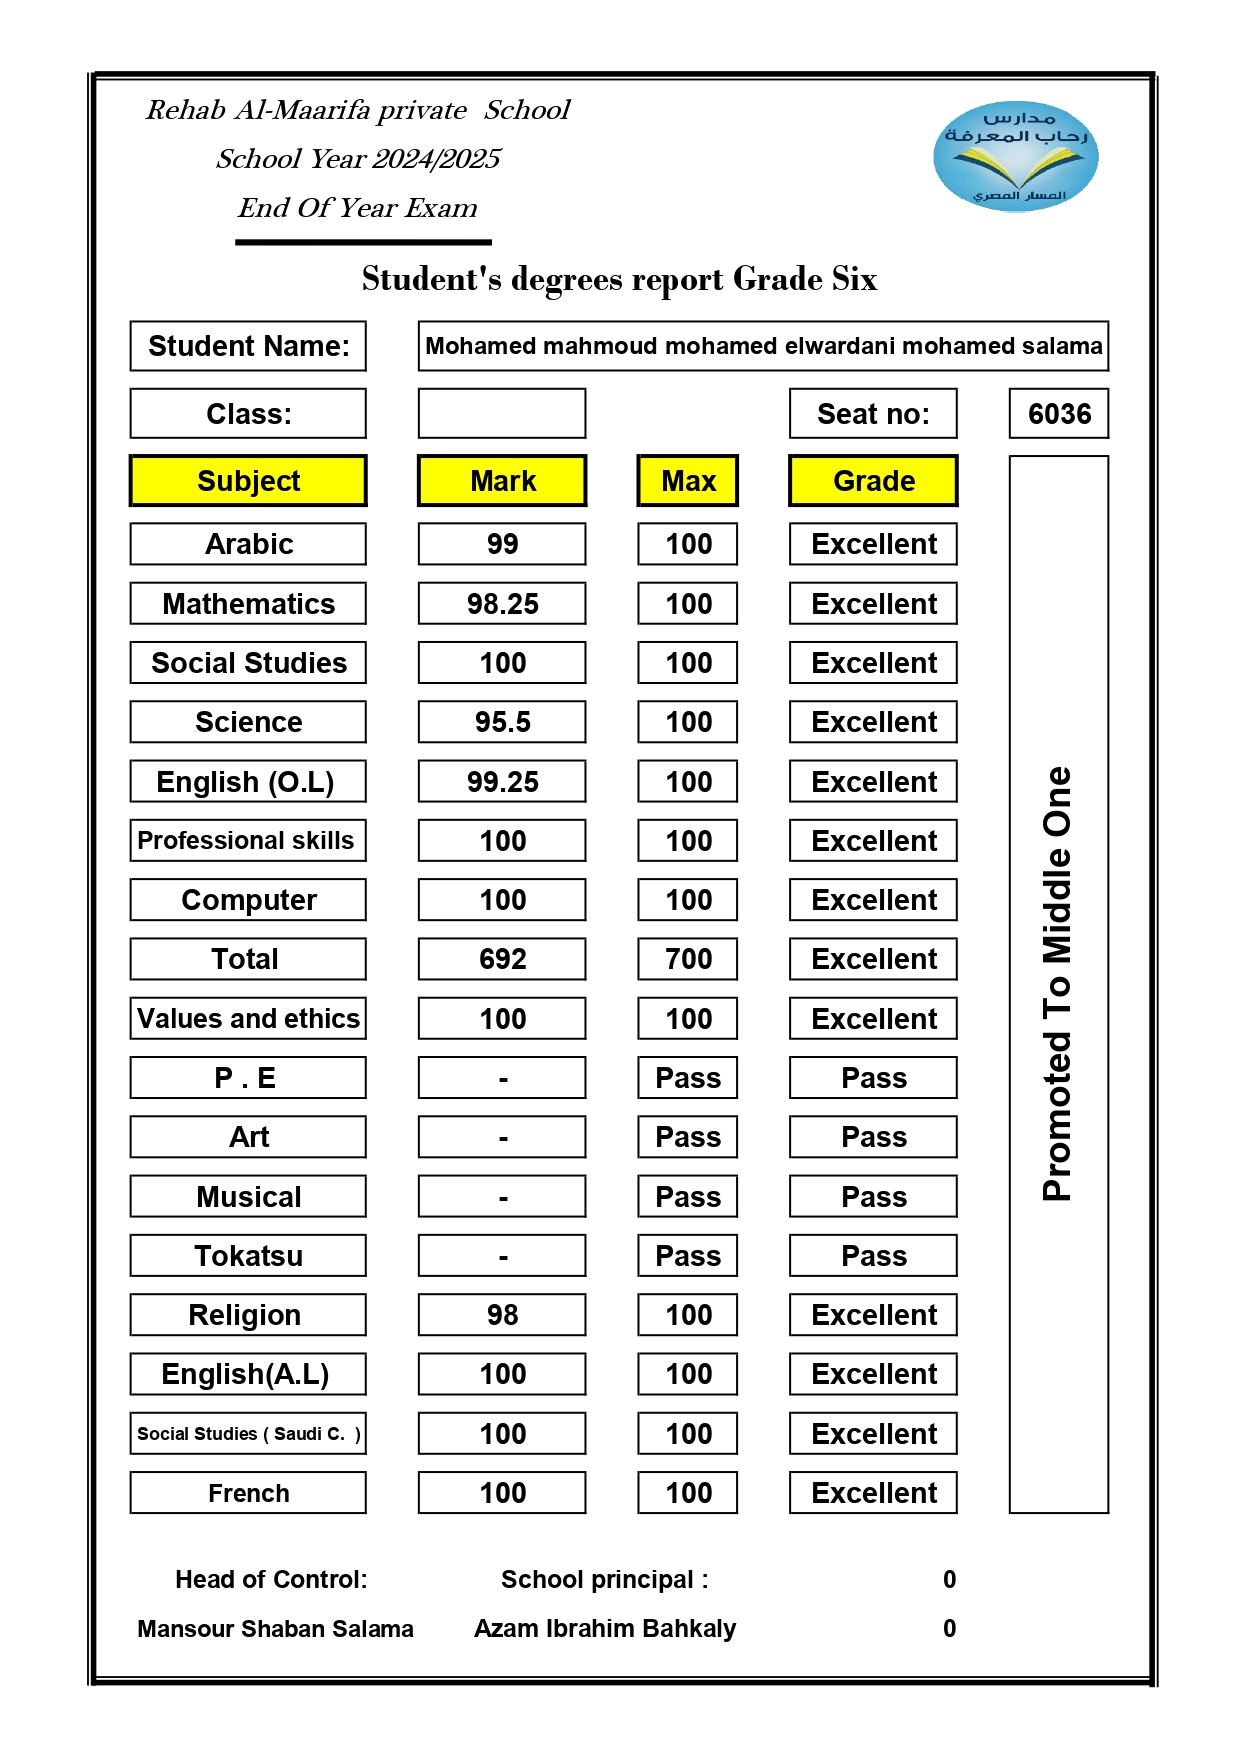 Rehab Al-Maarifa private School
School Year 2024/2025
End Of Year Exam
مدارس
رحاب المعرفة
المسار المصري
Student's degrees report Grade Six
Student Name: Mohamed mahmoud mohamed elwardani mohamed salama
Class: Seat no: 6036
Subject Mark Max Grade
Arabic 99 100 Excellent
Mathematics 98.25 100 Excellent
Social Studies 100 100 Excellent
Science 95.5 100 Excellent
English (O.L) 99.25 100 Excellent
Professional skills 100 100 Excellent
Computer 100 100 Excellent
Total 692 700 Excellent
Values and ethics 100 100 Excellent
P . E - Pass Pass
Art - Pass Pass
Musical - Pass Pass
Tokatsu - Pass Pass
Religion 98 100 Excellent
English(A.L) 100 100 Excellent
Social Studies ( Saudi C. ) 100 100 Excellent
French 100 100 Excellent
Promoted To Middle One
Head of Control: School principal : 0
Mansour Shaban Salama Azam Ibrahim Bahkaly 0